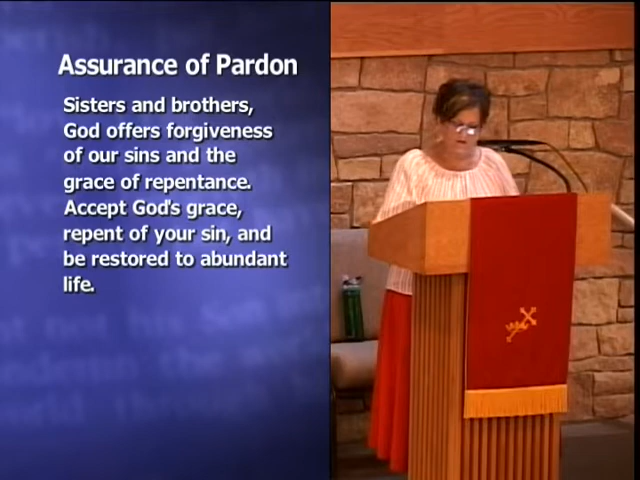 Assurance of Pardon
Sisters and brothers,
God offers forgiveness
of our sins and the
grace of repentance.
Accept God's grace,
repent of your sin, and
be restored to abundant
life.